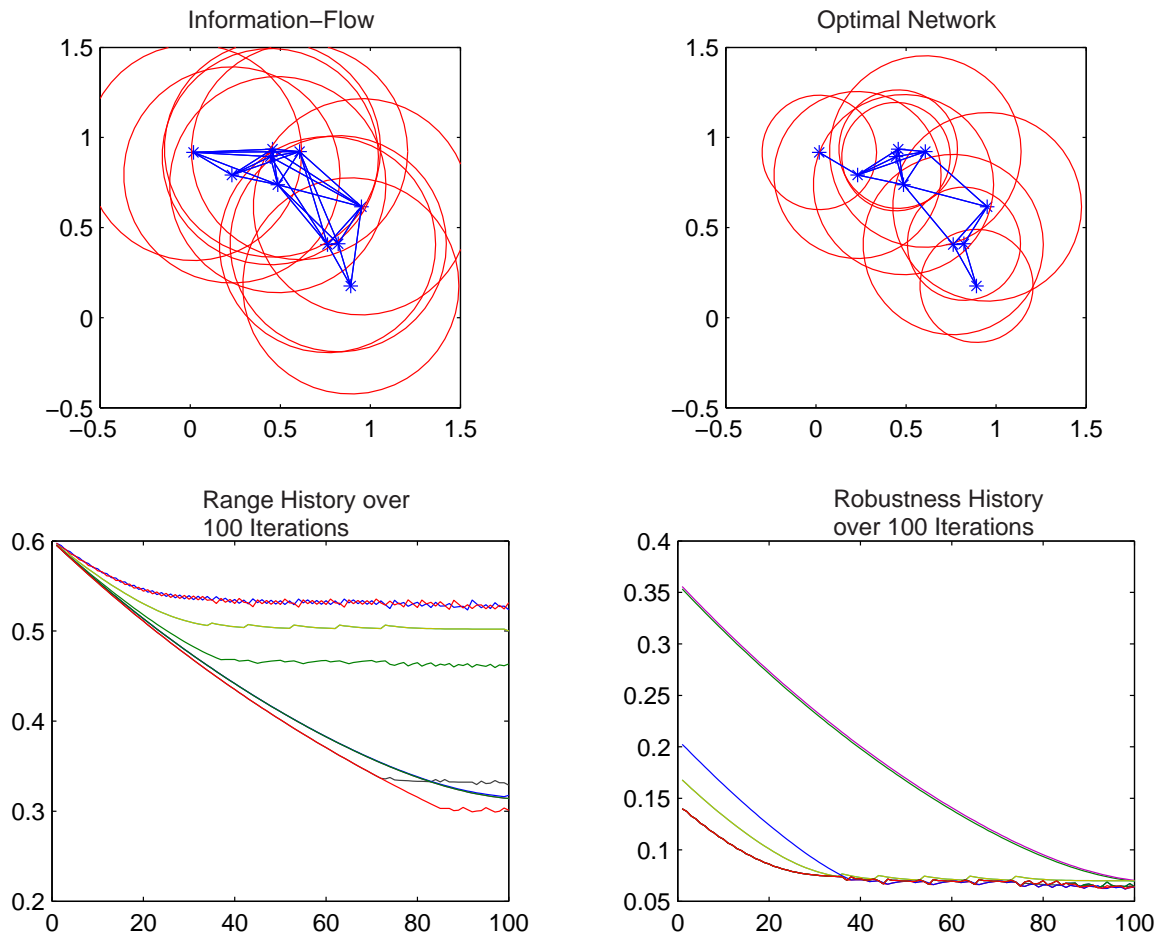 Information−Flow
1.5
1
0.5
0
−0.5
−0.5 0 0.5 1 1.5
Optimal Network
1.5
1
0.5
0
−0.5
−0.5 0 0.5 1 1.5
Range History over
100 Iterations
0.6
0.5
0.4
0.3
0.2
0 20 40 60 80 100
Robustness History
over 100 Iterations
0.4
0.35
0.3
0.25
0.2
0.15
0.1
0.05
0 20 40 60 80 100